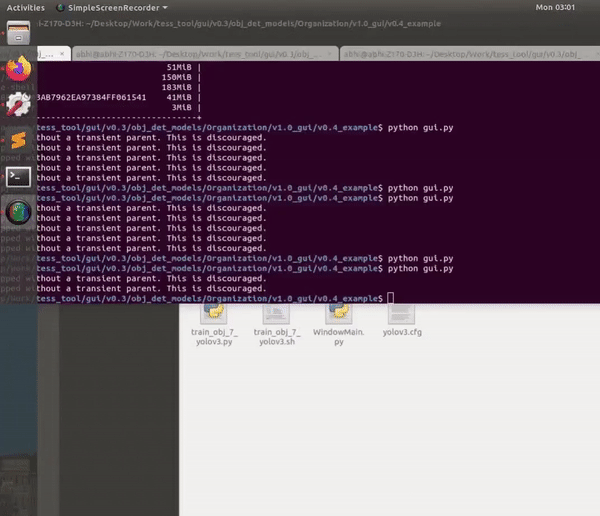 Activities SimpleScreenRecorder Mon 03:01
~/Desktop/Work/tess_tool/gui/v0.3/obj_det_models/Organization/v1.0_gui/v0.4_example
abhi@abhi-Z170-D3H: ~/Desktop/Work/tess_tool/gui/v0.3/obj_... abhi@abhi-Z170-D3H: ~/Desktop/Work/tess_tool/gui/v0.3/obj_...
51MiB |
150MiB |
183MiB |
3AB7962EA97384FF061541 41MiB |
3MiB |
-------------------------------+
tess_tool/gui/v0.3/obj_det_models/Organization/v1.0_gui/v0.4_example$ python gui.py
thout a transient parent. This is discouraged.
thout a transient parent. This is discouraged.
thout a transient parent. This is discouraged.
thout a transient parent. This is discouraged.
thout a transient parent. This is discouraged.
tess_tool/gui/v0.3/obj_det_models/Organization/v1.0_gui/v0.4_example$ python gui.py
tess_tool/gui/v0.3/obj_det_models/Organization/v1.0_gui/v0.4_example$ python gui.py
thout a transient parent. This is discouraged.
thout a transient parent. This is discouraged.
thout a transient parent. This is discouraged.
thout a transient parent. This is discouraged.
thout a transient parent. This is discouraged.
tess_tool/gui/v0.3/obj_det_models/Organization/v1.0_gui/v0.4_example$ python gui.py
tess_tool/gui/v0.3/obj_det_models/Organization/v1.0_gui/v0.4_example$ python gui.py
thout a transient parent. This is discouraged.
thout a transient parent. This is discouraged.
tess_tool/gui/v0.3/obj_det_models/Organization/v1.0_gui/v0.4_example$
train_obj_7_ train_obj_7_ WindowMain. yolov3.cfg
yolov3.py yolov3.sh py